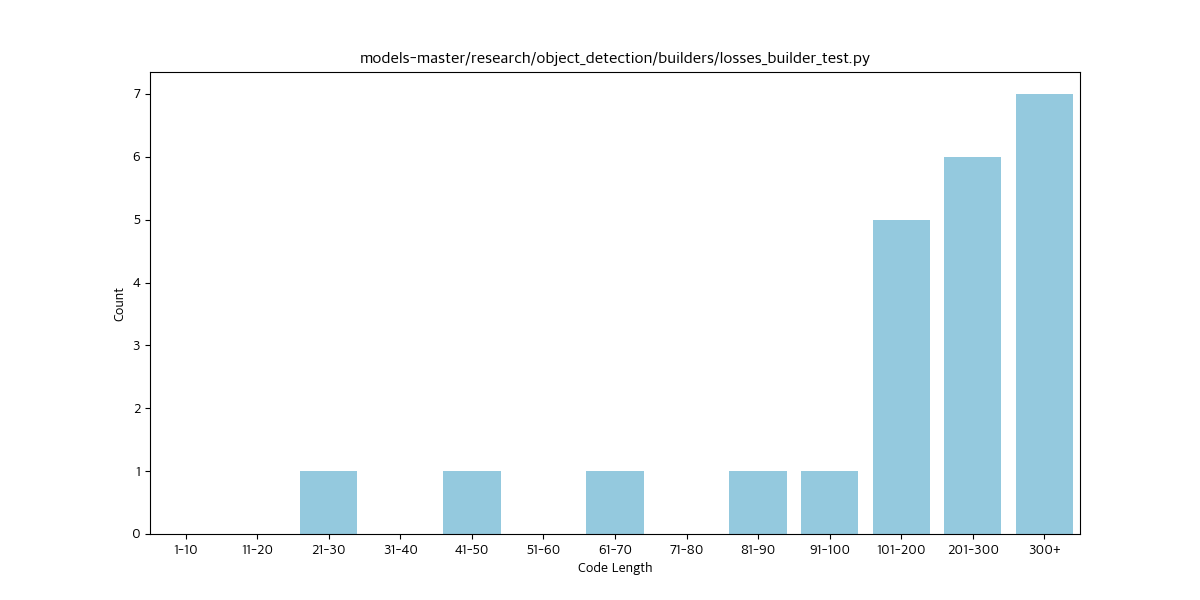 models-master/research/object_detection/builders/losses_builder_test.py
7
6
5
4
3
2
1
0
Count
1-10 11-20 21-30 31-40 41-50 51-60 61-70 71-80 81-90 91-100 101-200 201-300 300+
Code Length